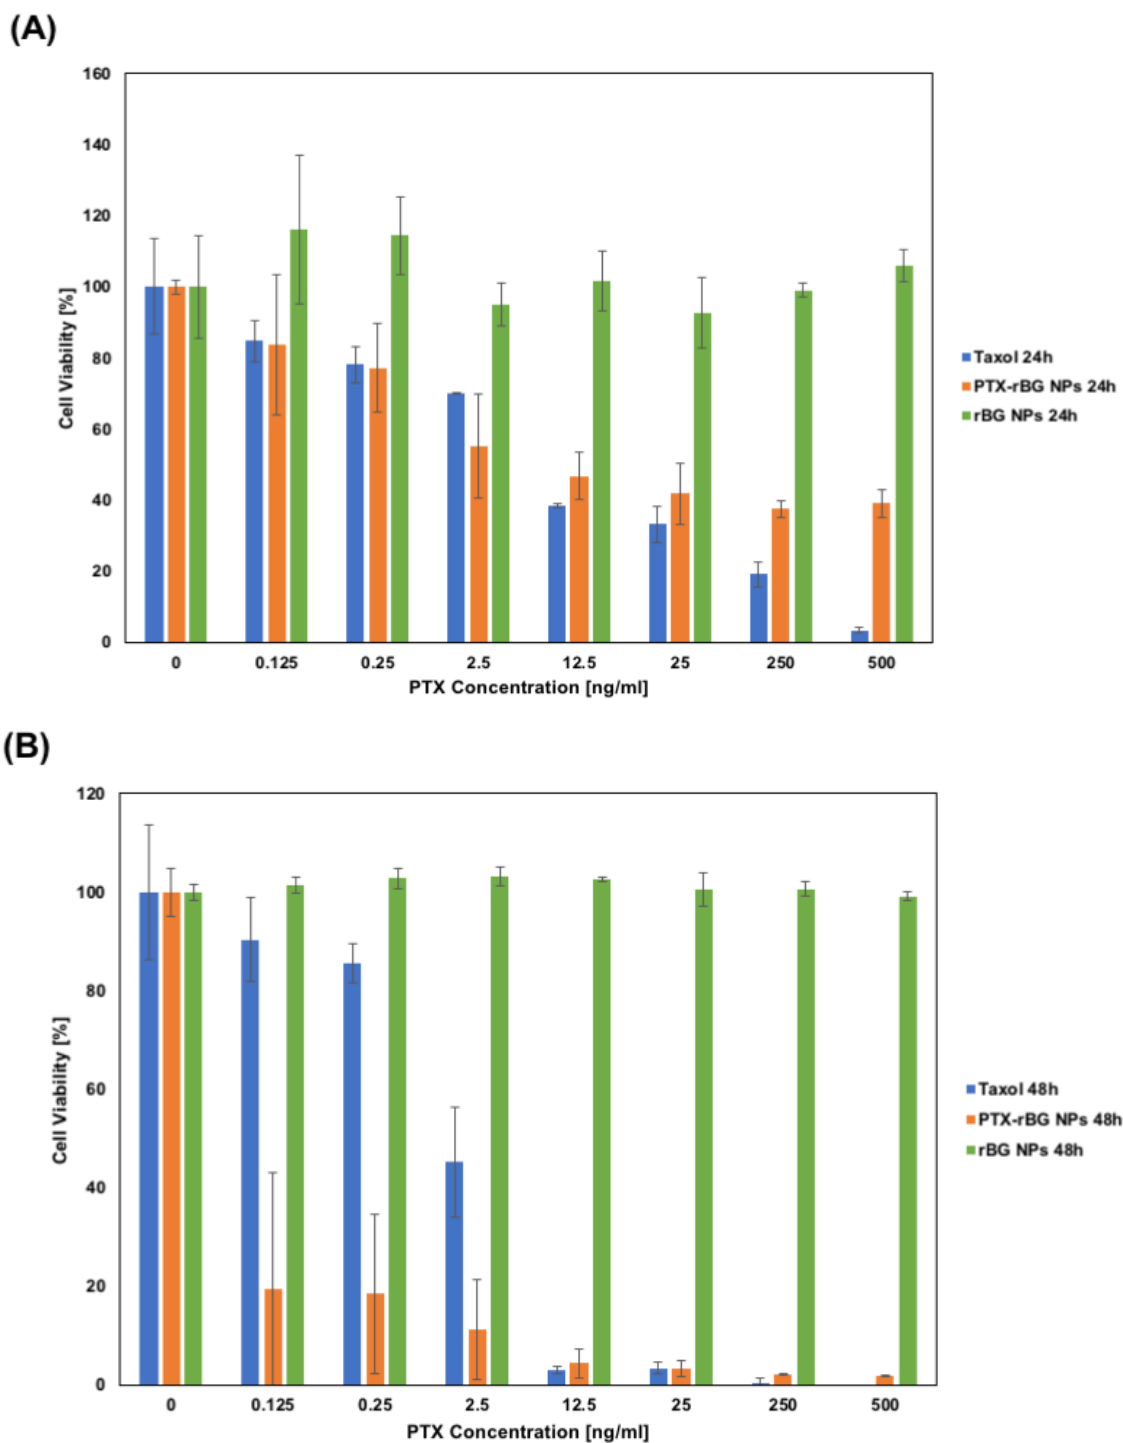 (A)
160
140
120
100
80
60
40
20
0
Cell Viability [%]
0 0.125 0.25 2.5 12.5 25 250 500
PTX Concentration [ng/ml]
Taxol 24h
PTX-rBG NPs 24h
rBG NPs 24h
(B)
120
100
80
60
40
20
0
Cell Viability [%]
0 0.125 0.25 2.5 12.5 25 250 500
PTX Concentration [ng/ml]
Taxol 48h
PTX-rBG NPs 48h
rBG NPs 48h